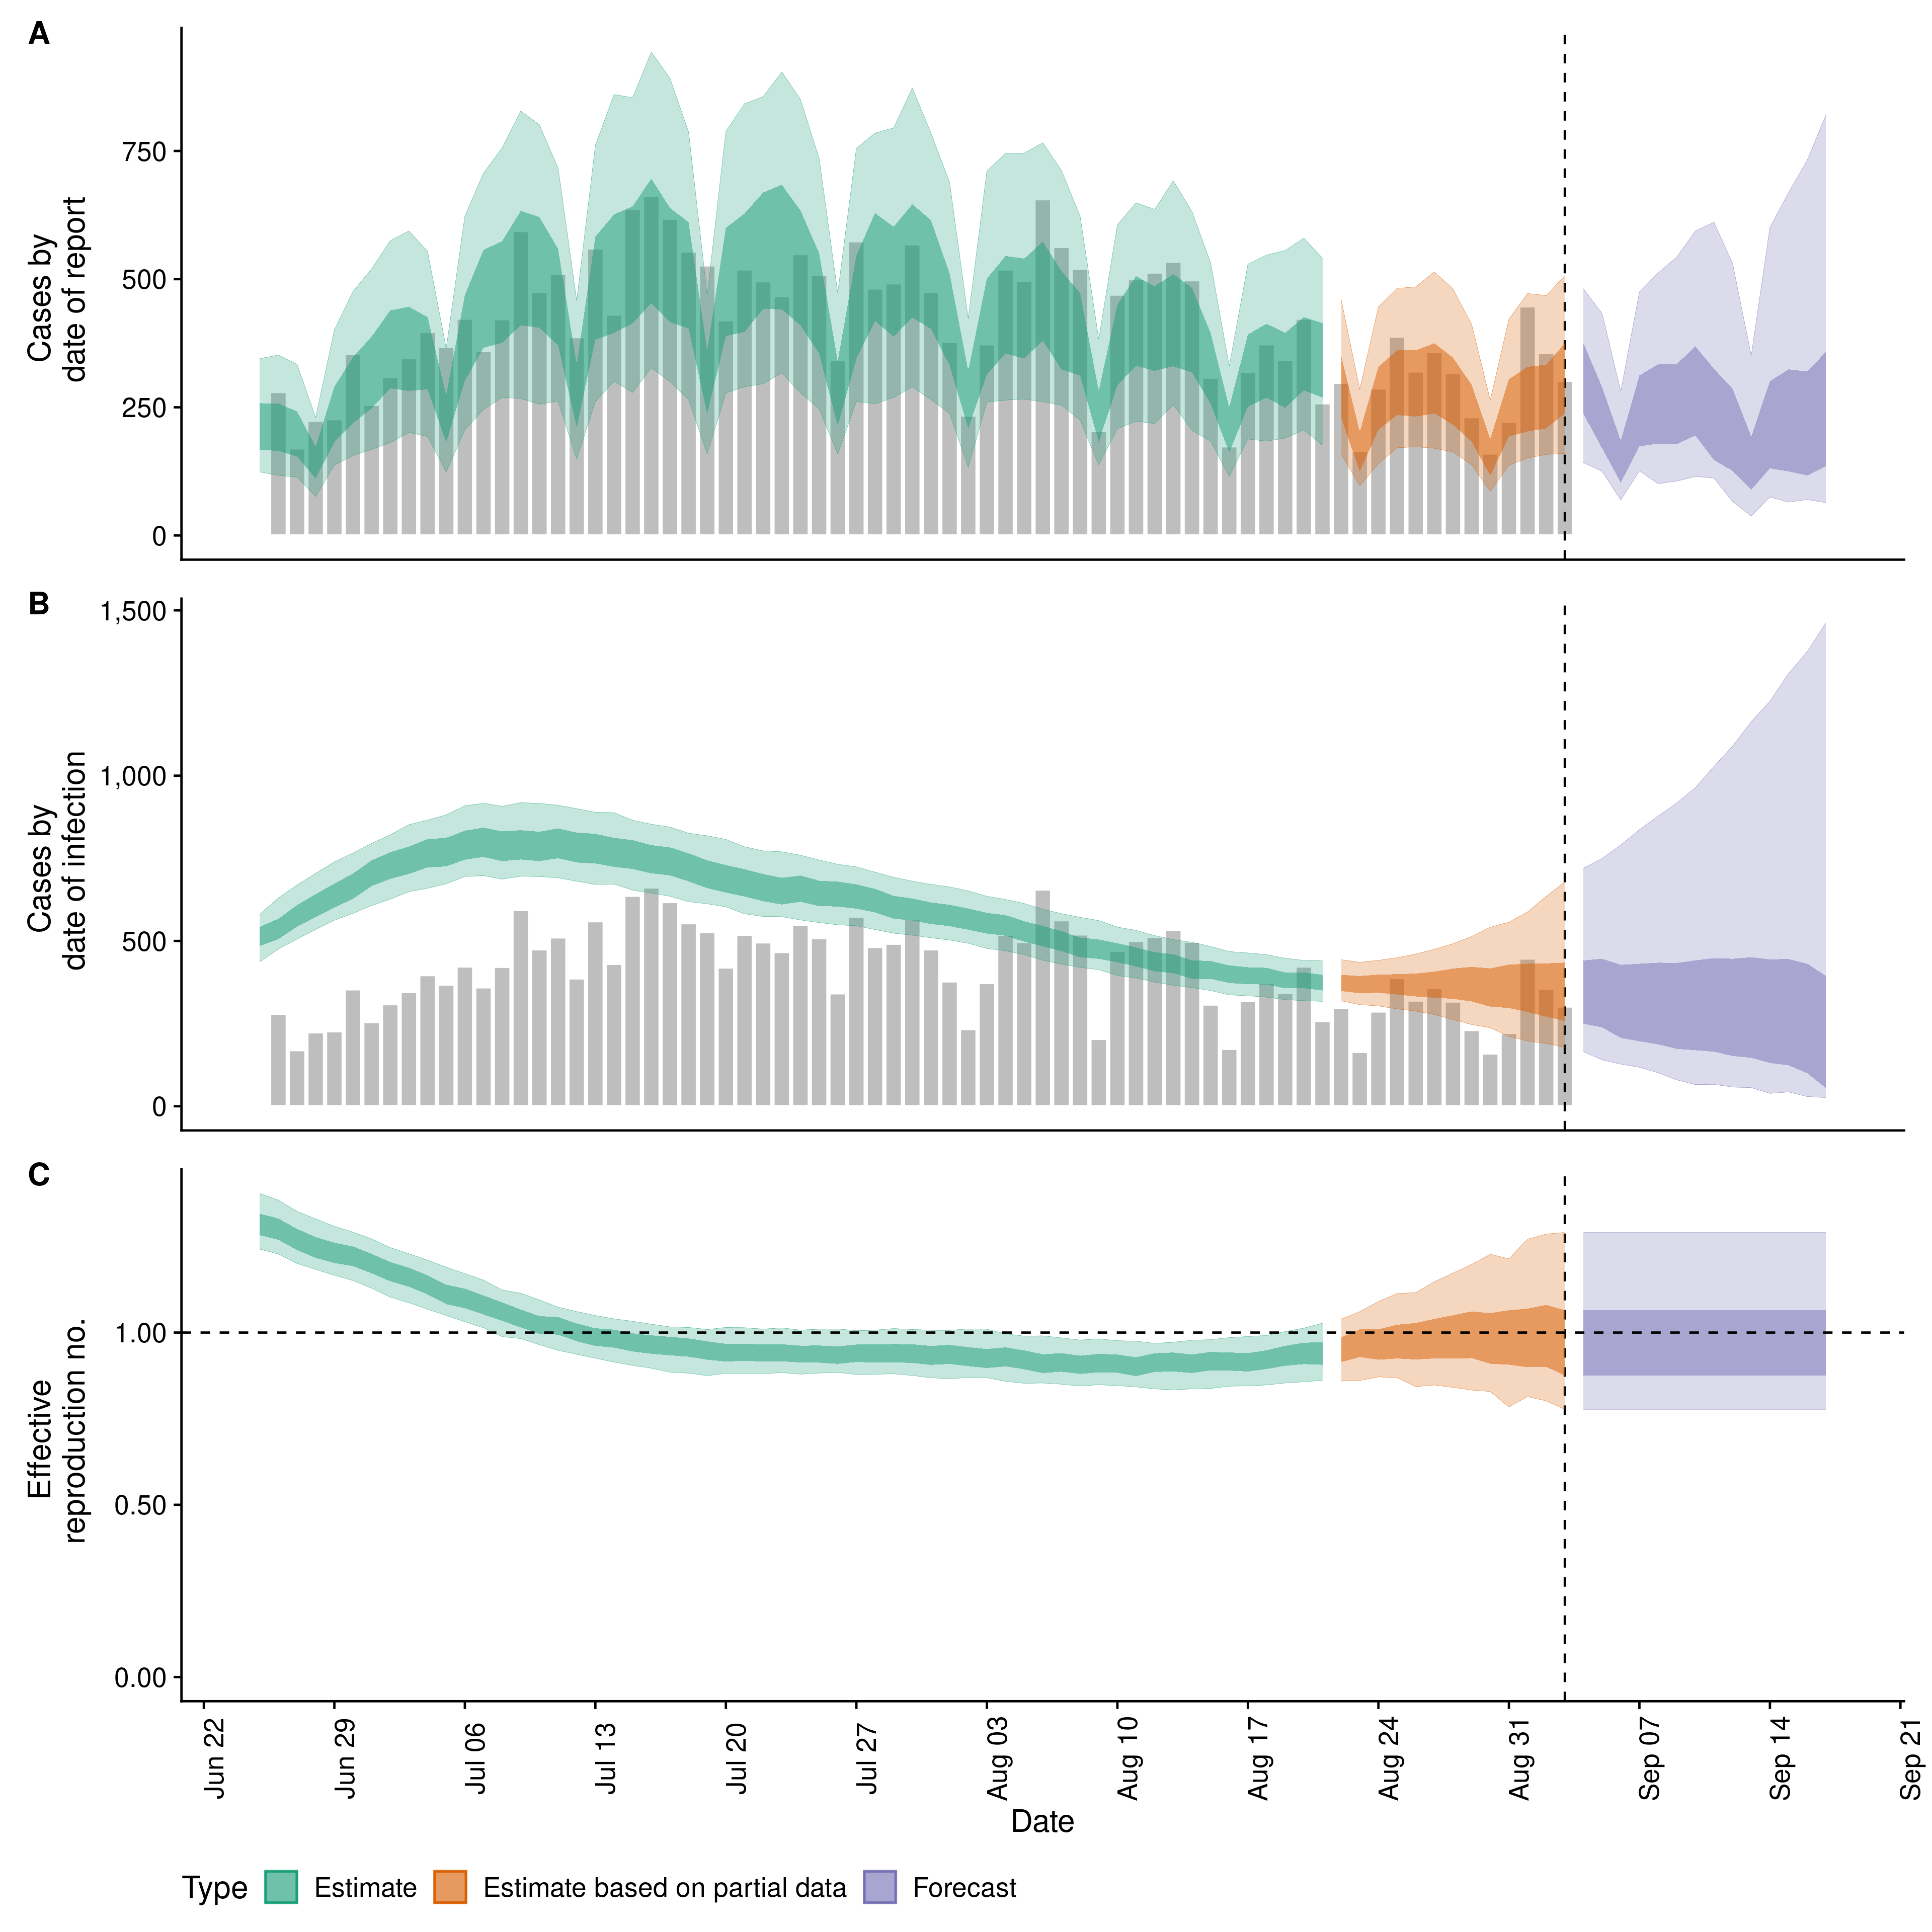 A
Cases by
date of report
750
500
250
0
B
Cases by
date of infection
1,500
1,000
500
0
C
Effective
reproduction no.
1.00
0.50
0.00
Jun 22
Jun 29
Jul 06
Jul 13
Jul 20
Jul 27
Aug 03
Aug 10
Aug 17
Aug 24
Aug 31
Sep 07
Sep 14
Sep 21
Date
Type Estimate Estimate based on partial data Forecast